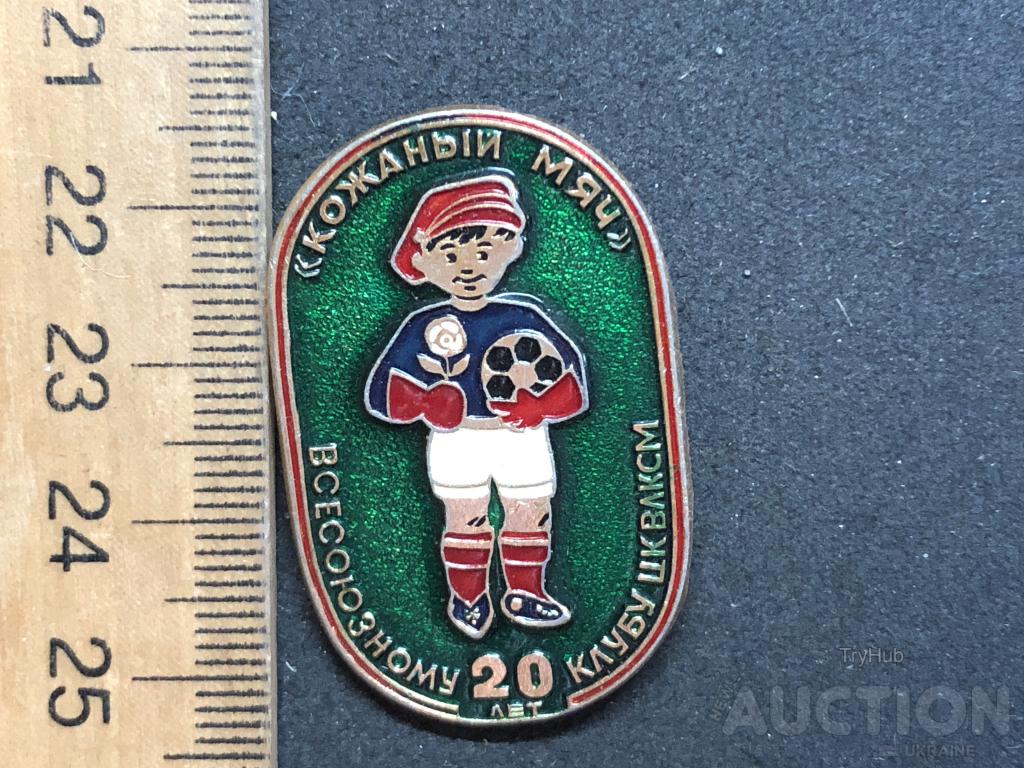 21
22
23
24
25
«КОЖАНЫЙ МЯЧ»
ВСЕСОЮЗНОМУ
20
ЛЕТ
КЛУБУ ЦК ВЛКСМ
TryHub
AUCTION
UKRAINE